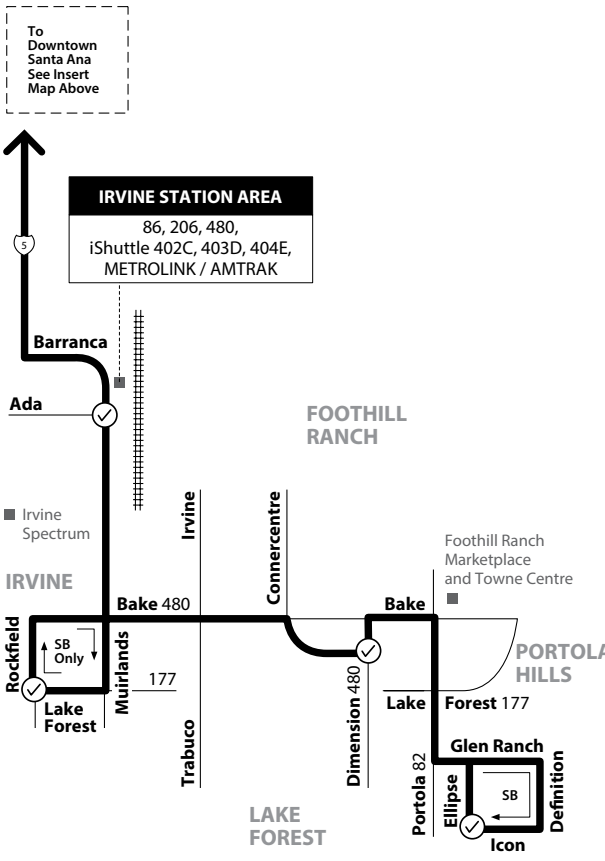 To
Downtown
Santa Ana
See Insert
Map Above
IRVINE STATION AREA
86, 206, 480,
iShuttle 402C, 403D, 404E,
METROLINK / AMTRAK
5
Barranca
Ada
FOOTHILL
RANCH
Irvine
Spectrum
Irvine
Connercentre
Foothill Ranch
Marketplace
and Towne Centre
IRVINE
Bake 480
Bake
Rockfield
SB
Only
Muirlands
177
Lake
Forest
PORTOLA
HILLS
Trabuco
Dimension 480
Lake
Forest 177
Portola 82
Glen Ranch
Ellipse
SB
Definition
Icon
LAKE
FOREST